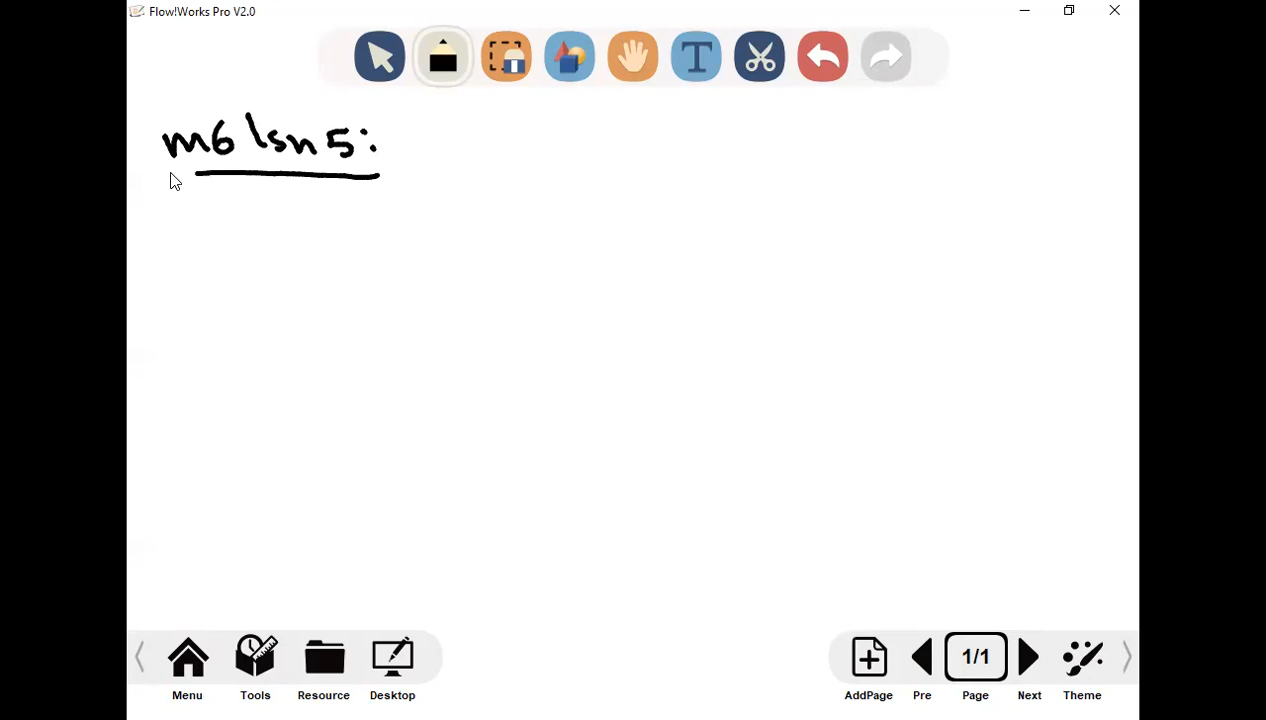 Flow!Works Pro V2.0
m6 lsn 5:
1/1
Menu Tools Resource Desktop AddPage Pre Page Next Theme